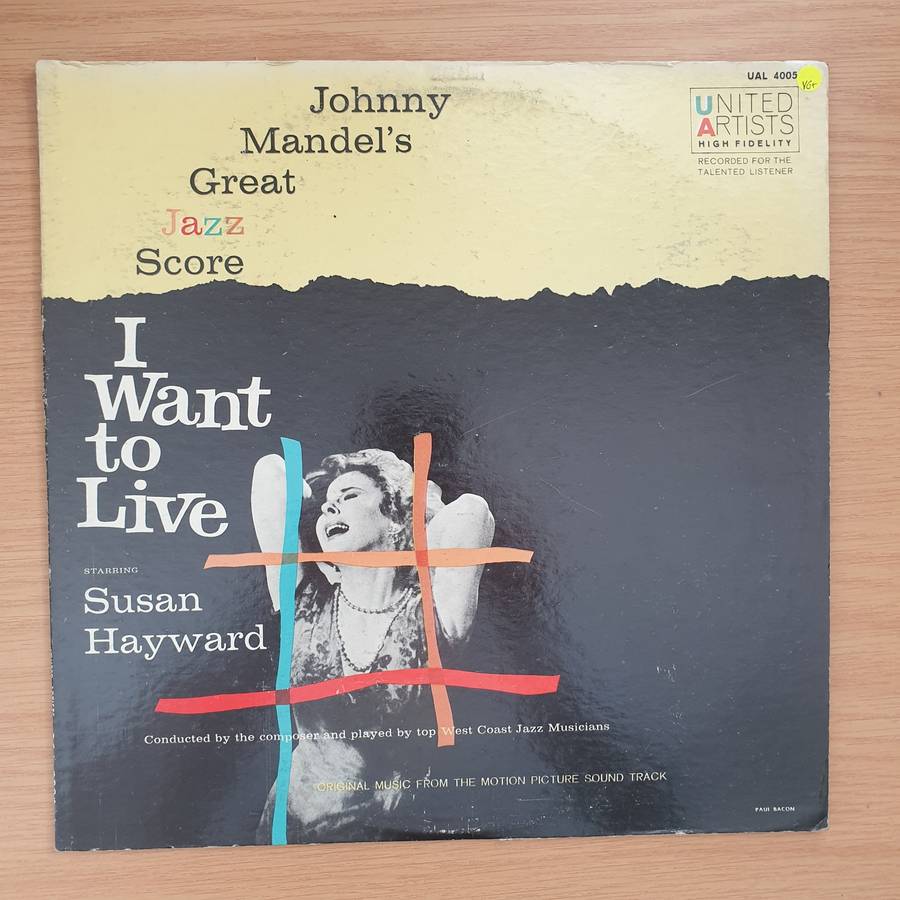 UAL 4005
VG+
UNITED
ARTISTS
HIGH FIDELITY
RECORDED FOR THE
TALENTED LISTENER
Johnny
Mandel's
Great
Jazz
Score
I
Want
to
Live
STARRING
Susan
Hayward
Conducted by the composer and played by top West Coast Jazz Musicians
ORIGINAL MUSIC FROM THE MOTION PICTURE SOUND TRACK
PAUL BACON